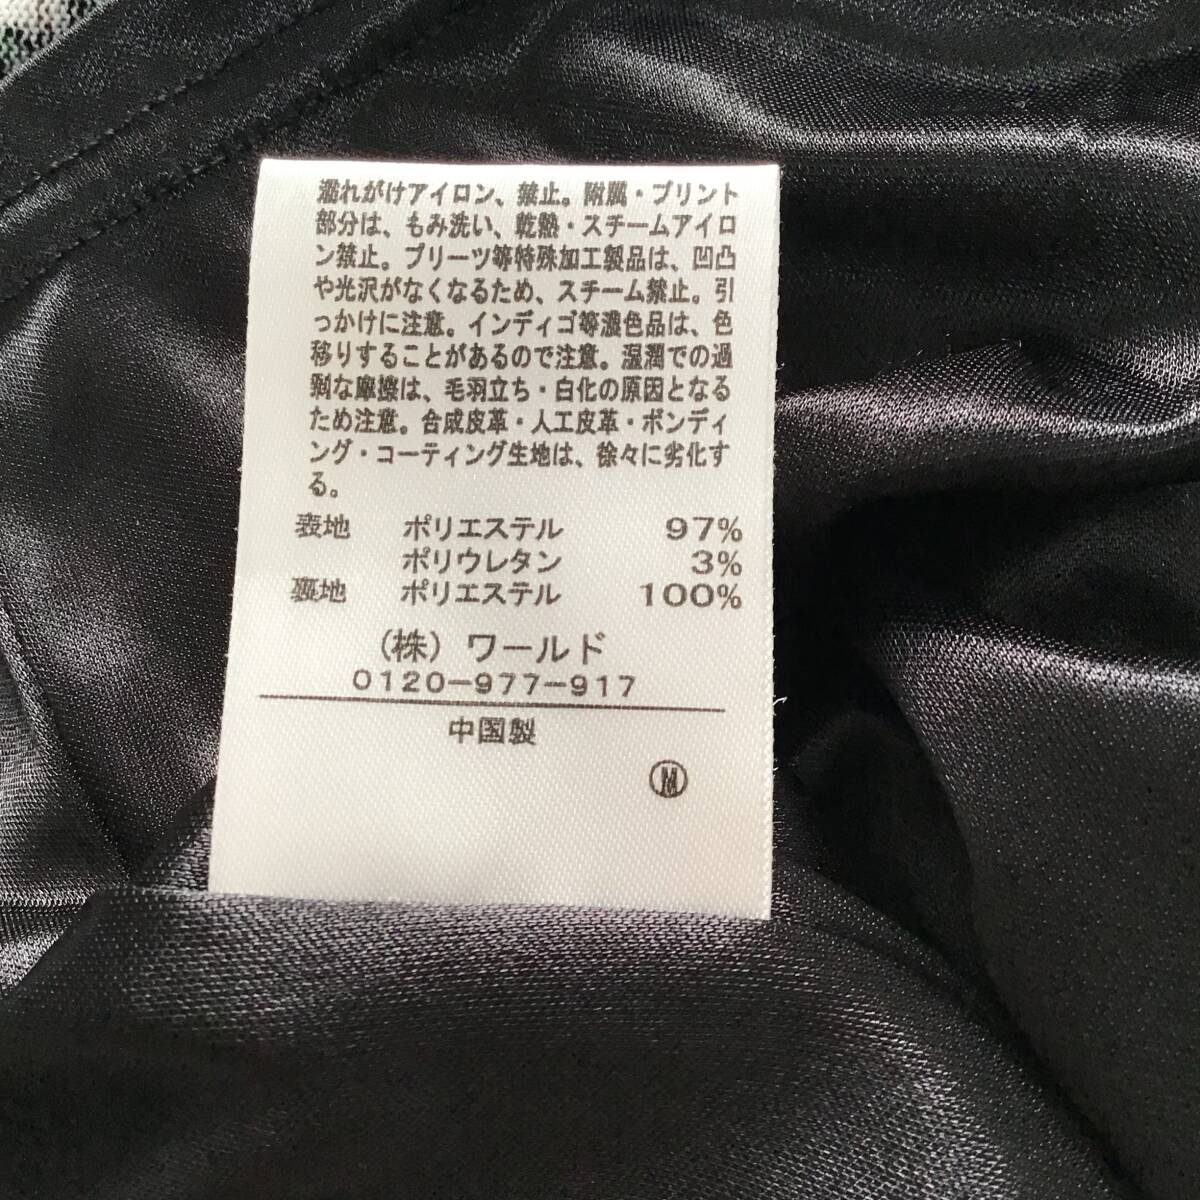 濡れがけアイロン、禁止。附属・プリント
部分は、もみ洗い、乾熱・スチームアイロ
ン禁止。プリーツ等特殊加工製品は、凹凸
や光沢がなくなるため、スチーム禁止。引
っかけに注意。インディゴ等濃色品は、色
移りすることがあるので注意。湿潤での過
剰な摩擦は、毛羽立ち・白化の原因となる
ため注意。合成皮革・人工皮革・ボンディ
ング・コーティング生地は、徐々に劣化す
る。
表地 ポリエステル 97%
ポリウレタン 3%
裏地 ポリエステル 100%
(株) ワールド
0120-977-917
中国製
Ⓜ